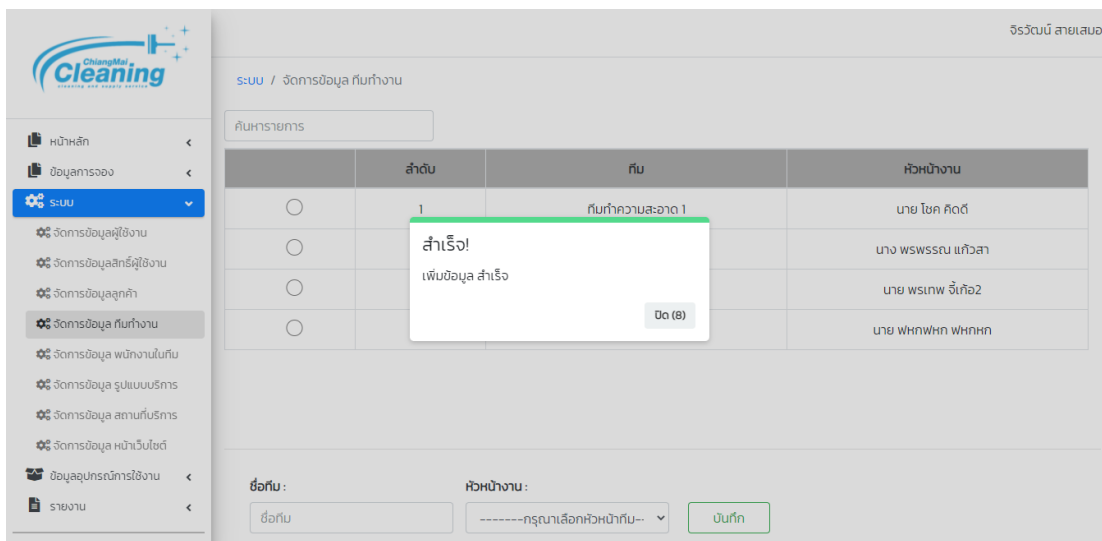 จิรวัฒน์ สายเสมอ
ChiangMai
Cleaning
cleaning and supply service
ระบบ / จัดการข้อมูล ทีมทำงาน
ค้นหารายการ
หน้าหลัก
ข้อมูลการจอง
ระบบ
จัดการข้อมูลผู้ใช้งาน
จัดการข้อมูลสิทธิ์ผู้ใช้งาน
จัดการข้อมูลลูกค้า
จัดการข้อมูล ทีมทำงาน
จัดการข้อมูล พนักงานในทีม
จัดการข้อมูล รูปแบบบริการ
จัดการข้อมูล สถานที่บริการ
จัดการข้อมูล หน้าเว็บไซต์
ข้อมูลอุปกรณ์การใช้งาน
รายงาน
ลำดับ ทีม หัวหน้างาน
1 ทีมทำความสะอาด 1 นาย โชค คิดดี
นาง พรพรรณ แก้วสา
นาย พรเทพ จี้เก้อ2
นาย ฟหกฟหก ฟหกหก
สำเร็จ!
เพิ่มข้อมูล สำเร็จ
ปิด (8)
ชื่อทีม : หัวหน้างาน :
ชื่อทีม -------กรุณาเลือกหัวหน้าทีม-- บันทึก